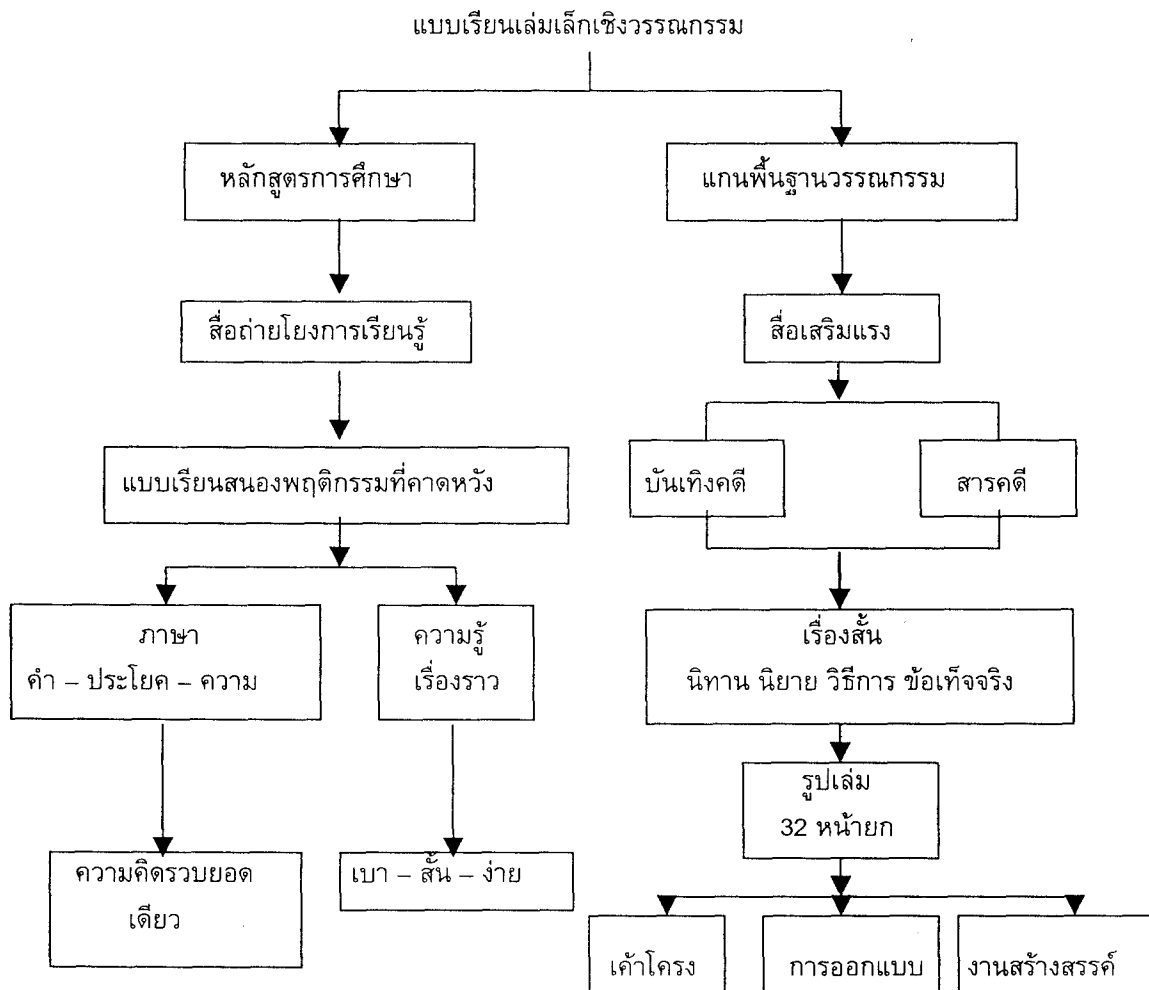 แบบเรียนเล่มเล็กเชิงวรรณกรรม
หลักสูตรการศึกษา
แกนพื้นฐานวรรณกรรม
สื่อถ่ายโยงการเรียนรู้
สื่อเสริมแรง
แบบเรียนสนองพฤติกรรมที่คาดหวัง
บันเทิงคดี
สารคดี
ภาษา
คำ – ประโยค – ความ
ความรู้
เรื่องราว
เรื่องสั้น
นิทาน นิยาย วิธีการ ข้อเท็จจริง
รูปเล่ม
32 หน้ายก
ความคิดรวบยอด
เดียว
เบา – สั้น – ง่าย
เค้าโครง
การออกแบบ
งานสร้างสรรค์